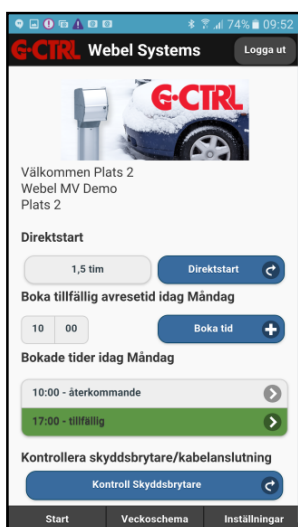 74% 09:52
G-CTRL Webel Systems Logga ut
G-CTRL
Välkommen Plats 2
Webel MV Demo
Plats 2
Direktstart
1,5 tim Direktstart
Boka tillfällig avresetid idag Måndag
10 00 Boka tid
Bokade tider idag Måndag
10:00 - återkommande
17:00 - tillfällig
Kontrollera skyddsbrytare/kabelanslutning
Kontroll Skyddsbrytare
Start Veckoschema Inställningar